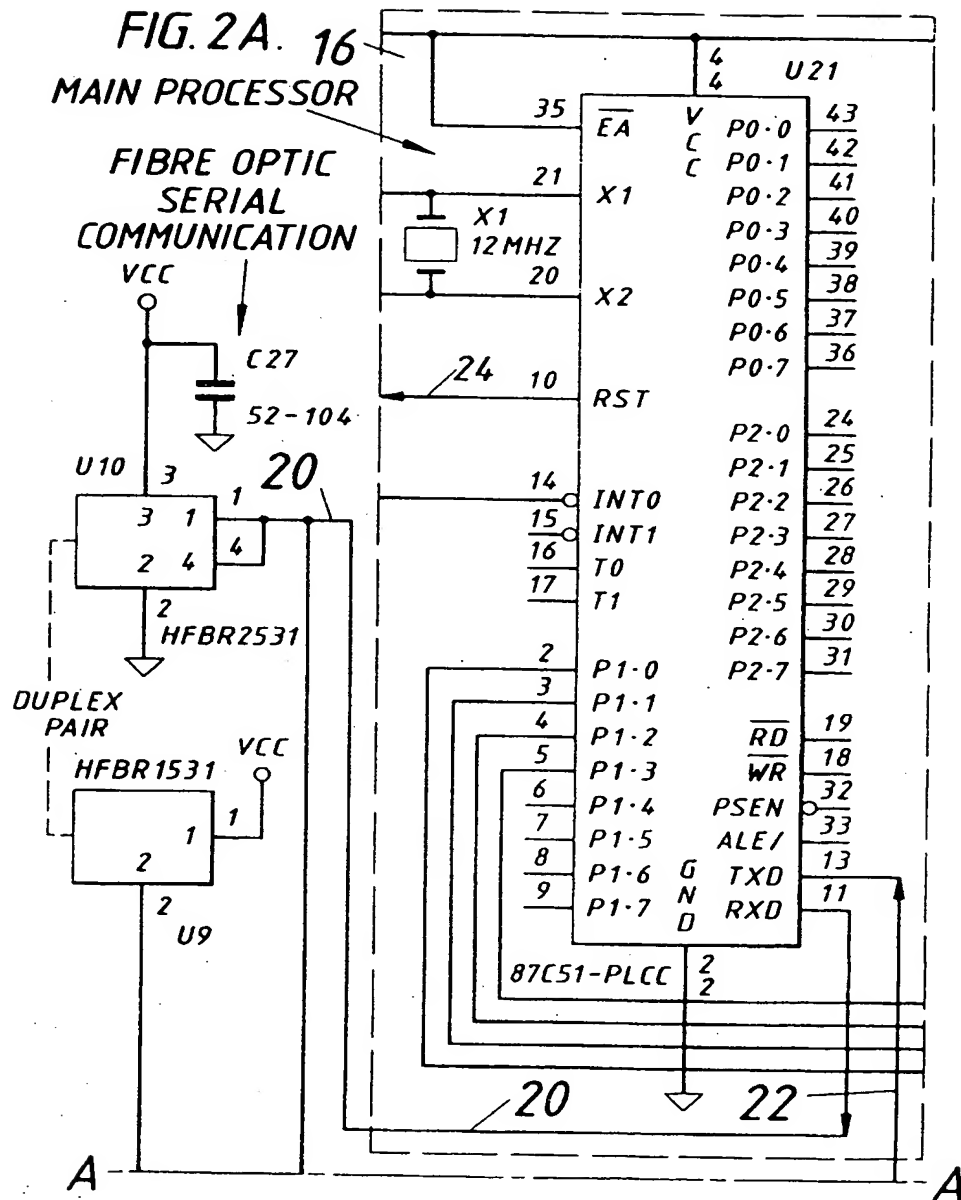 FIG. 2A.
16
MAIN PROCESSOR
FIBRE OPTIC
SERIAL
COMMUNICATION
VCC
C27
52-104
U10
3
20
3 1
1
2 4
4
2
HFBR2531
DUPLEX
PAIR
HFBR1531
VCC
1
1
2
2
U9
U21
4
4
VCC
35 EA
21 X1
X1
12MHZ
20 X2
24
10 RST
14 INT0
15 INT1
16 T0
17 T1
2 P1·0
3 P1·1
4 P1·2
5 P1·3
6 P1·4
7 P1·5
8 P1·6
9 P1·7
GND
P0·0 43
P0·1 42
P0·2 41
P0·3 40
P0·4 39
P0·5 38
P0·6 37
P0·7 36
P2·0 24
P2·1 25
P2·2 26
P2·3 27
P2·4 28
P2·5 29
P2·6 30
P2·7 31
RD 19
WR 18
PSEN 32
ALE/ 33
TXD 13
RXD 11
87C51-PLCC
2
2
20
22
A A